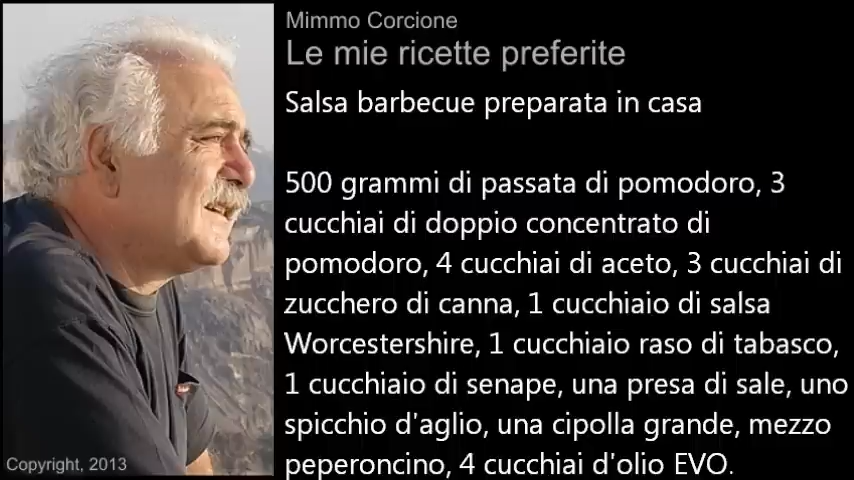 Mimmo Corcione
Le mie ricette preferite
Salsa barbecue preparata in casa
500 grammi di passata di pomodoro, 3
cucchiai di doppio concentrato di
pomodoro, 4 cucchiai di aceto, 3 cucchiai di
zucchero di canna, 1 cucchiaio di salsa
Worcestershire, 1 cucchiaio raso di tabasco,
1 cucchiaio di senape, una presa di sale, uno
spicchio d'aglio, una cipolla grande, mezzo
peperoncino, 4 cucchiai d'olio EVO.
Copyright, 2013